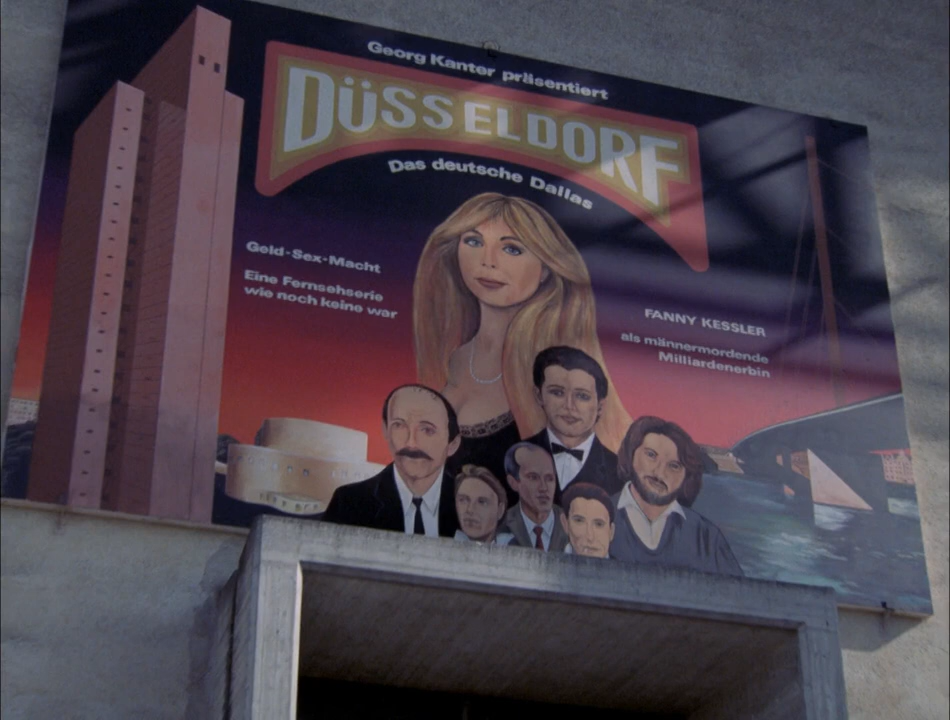 Georg Kanter präsentiert
DÜSSELDORF
Das deutsche Dallas
Geld-Sex-Macht
Eine Fernsehserie
wie noch keine war
FANNY KESSLER
als männermordende
Milliardenerbin